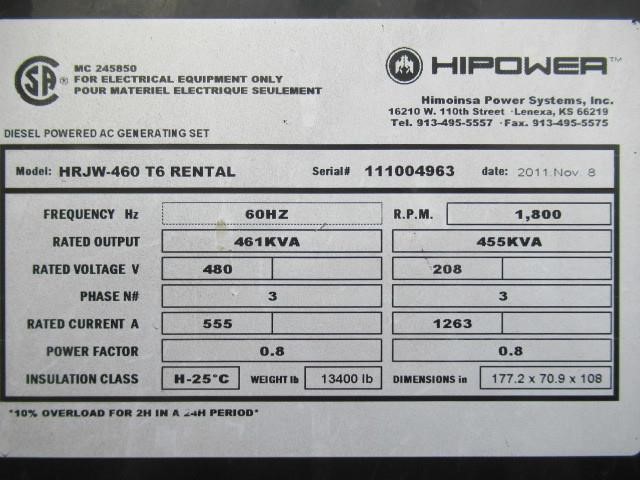 CSA ®
MC 245850
FOR ELECTRICAL EQUIPMENT ONLY
POUR MATERIEL ELECTRIQUE SEULEMENT
HIPOWER™
Himoinsa Power Systems, Inc.
16210 W. 110th Street · Lenexa, KS 66219
Tel. 913-495-5557 · Fax. 913-495-5575
DIESEL POWERED AC GENERATING SET
Model: HRJW-460 T6 RENTAL Serial# 111004963 date: 2011.Nov. 8
FREQUENCY Hz 60HZ R.P.M. 1,800
RATED OUTPUT 461KVA 455KVA
RATED VOLTAGE V 480 208
PHASE N# 3 3
RATED CURRENT A 555 1263
POWER FACTOR 0.8 0.8
INSULATION CLASS H-25°C WEIGHT lb 13400 lb DIMENSIONS in 177.2 x 70.9 x 108
*10% OVERLOAD FOR 2H IN A 24H PERIOD*